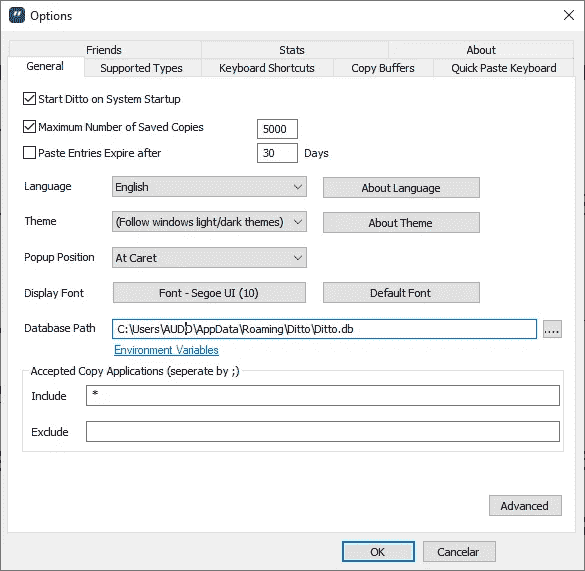 Options
Friends Stats About
General Supported Types Keyboard Shortcuts Copy Buffers Quick Paste Keyboard
Start Ditto on System Startup
Maximum Number of Saved Copies 5000
Paste Entries Expire after 30 Days
Language English About Language
Theme (Follow windows light/dark themes) About Theme
Popup Position At Caret
Display Font Font - Segoe UI (10) Default Font
Database Path C:\Users\AUDIO\AppData\Roaming\Ditto\Ditto.db ....
Environment Variables
Accepted Copy Applications (seperate by ;)
Include *
Exclude
Advanced
OK Cancelar